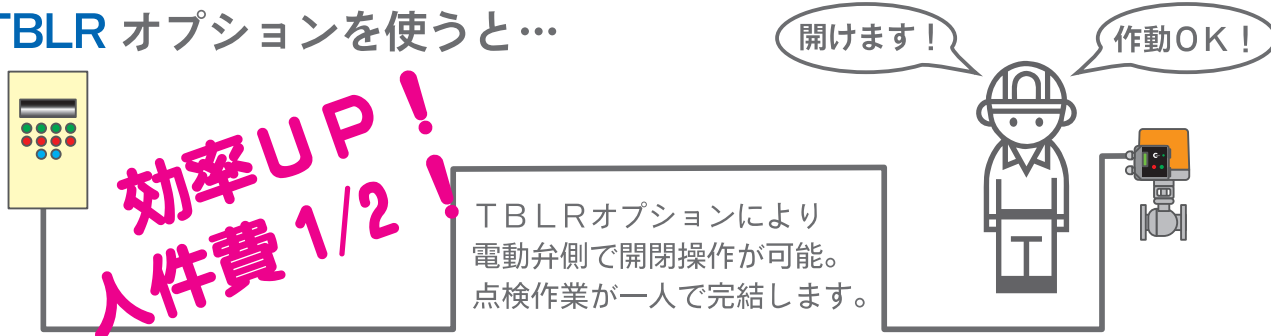 TBLR オプションを使うと…
開けます！
作動ＯＫ！
効率ＵＰ！
人件費 1/2！
ＴＢＬＲオプションにより
電動弁側で開閉操作が可能。
点検作業が一人で完結します。